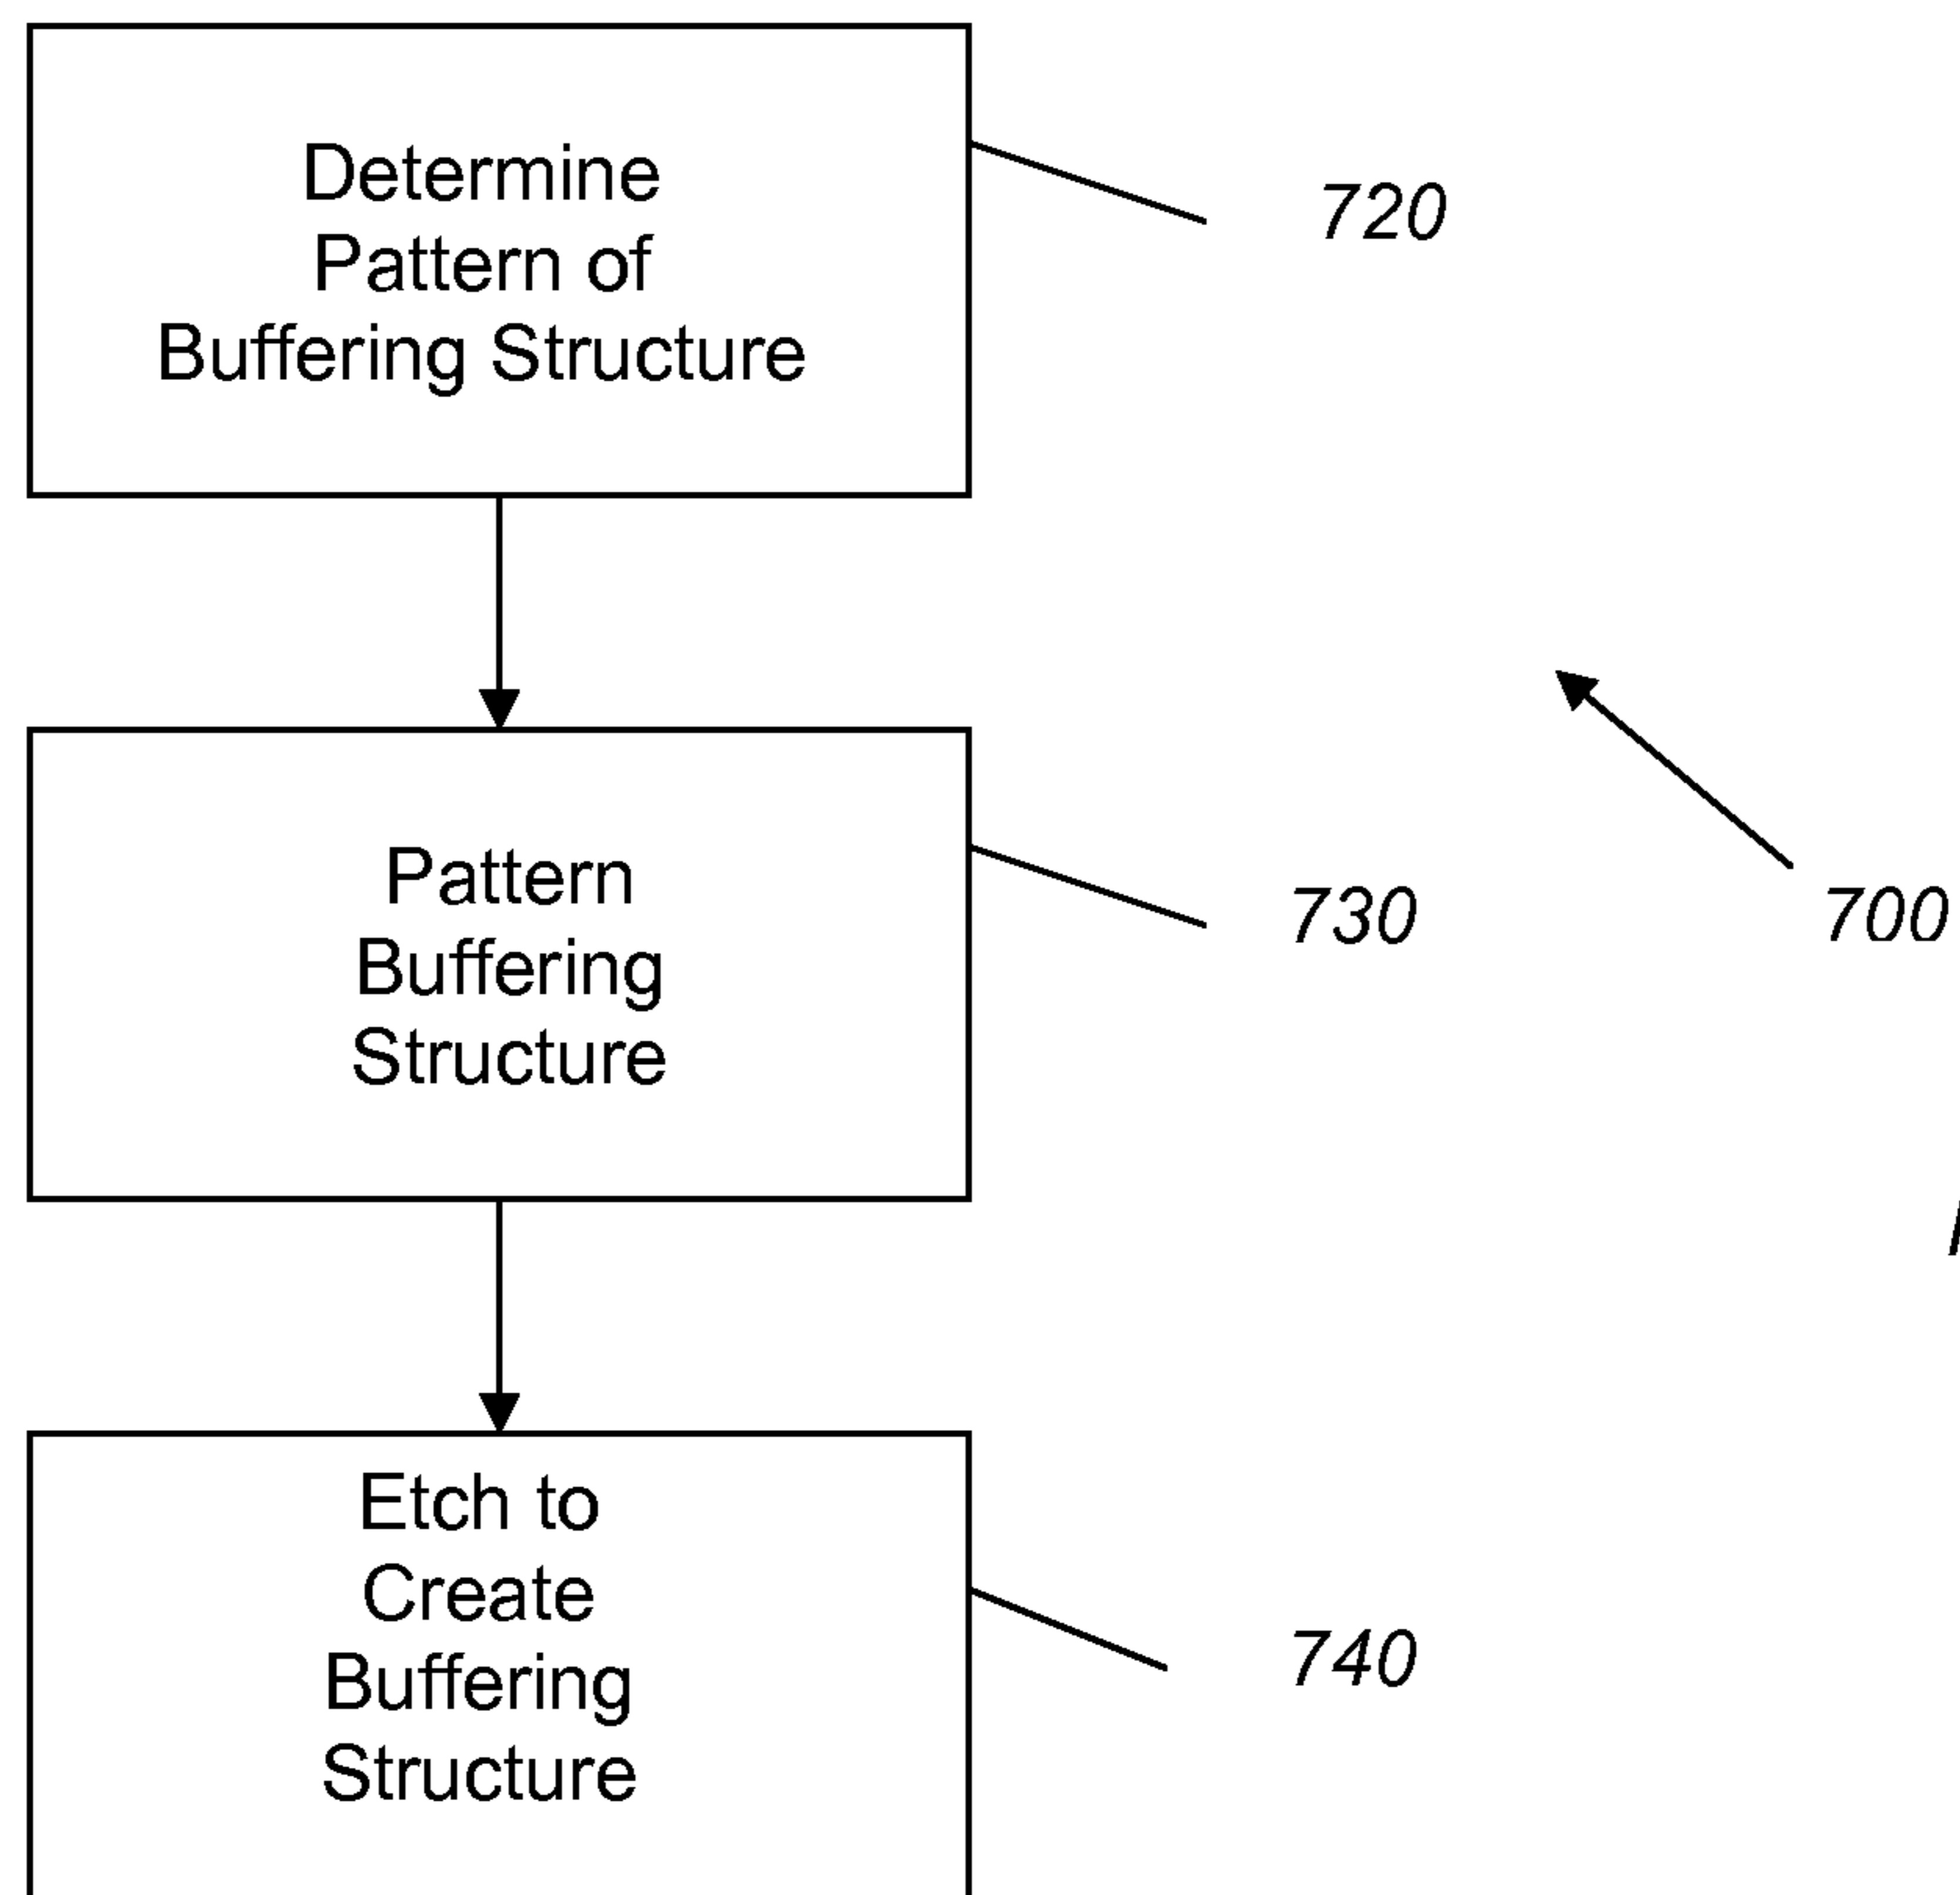 Determine
Pattern of
Buffering Structure
720
Pattern
Buffering
Structure
730
700
Etch to
Create
Buffering
Structure
740